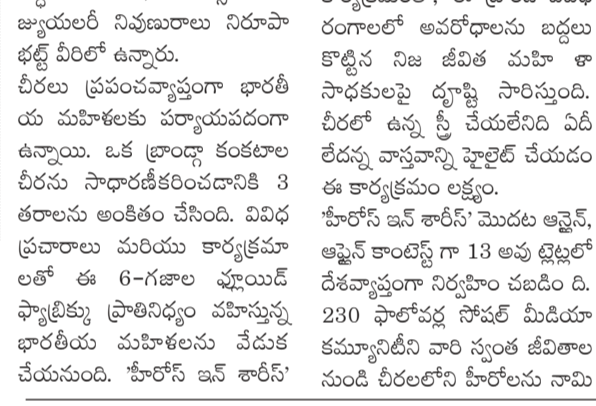 జ్యుయలరీ నివుణురాలు నిరూపా
భట్ట్ వీరిలో ఉన్నారు.
చీరలు ప్రపంచవ్యాప్తంగా భారతీ
య మహిళలకు పర్యాయపదంగా
ఉన్నాయి. ఒక బ్రాండ్గా కంకటాల
చీరను సాధారణీకరించడానికి 3
తరాలను అంకితం చేసింది. వివిధ
ప్రచారాలు మరియు కార్యక్రమా
లతో ఈ 6-గజాల ఫ్లూయిడ్
ఫ్యాబ్రిక్కు ప్రాతినిధ్యం వహిస్తున్న
భారతీయ మహిళలను వేడుక
చేయనుంది. 'హీరోస్ ఇన్ శారీస్'
రంగాలలో అవరోధాలను బద్దలు
కొట్టిన నిజ జీవిత మహి ళా
సాధకులపై దృష్టి సారిస్తుంది.
చీరలో ఉన్న స్త్రీ చేయలేనిది ఏదీ
లేదన్న వాస్తవాన్ని హైలైట్ చేయడం
ఈ కార్యక్రమం లక్ష్యం.
'హీరోస్ ఇన్ శారీస్' మొదట ఆన్లైన్,
ఆఫ్లైన్ కాంటెస్ట్ గా 13 అవు ట్లెట్లలో
దేశవ్యాప్తంగా నిర్వహిం చబడిం ది.
230 ఫాలోవర్ల సోషల్ మీడియా
కమ్యూనిటీని వారి స్వంత జీవితాల
నుండి చీరలలోని హీరోలను నామి